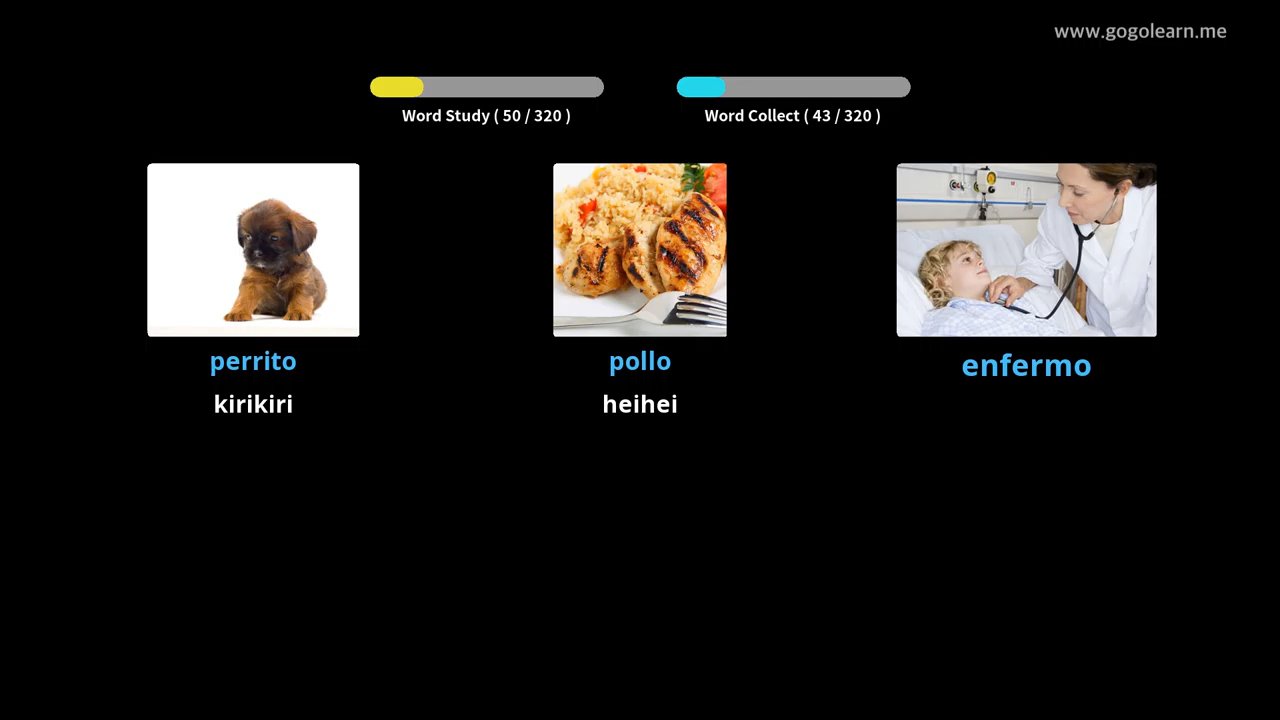 www.gogolearn.me
Word Study ( 50 / 320 )
Word Collect ( 43 / 320 )
perrito
pollo
enfermo
kirikiri
heihei